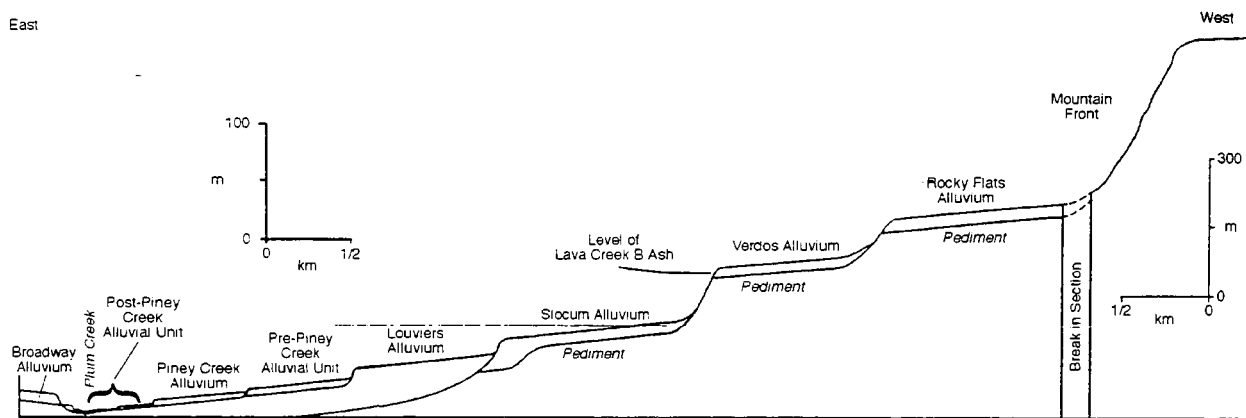 East
West
Mountain
Front
100
m
0
0
1/2
km
300
m
0
1/2
0
km
Rocky Flats
Alluvium
Pediment
Level of
Lava Creek B Ash
Verdos Alluvium
Pediment
Break in Section
Slocum Alluvium
Pediment
Louviers
Alluvium
Pre-Piney
Creek
Alluvial Unit
Post-Piney
Creek
Alluvial Unit
Plum Creek
Piney Creek
Alluvium
Broadway
Alluvium